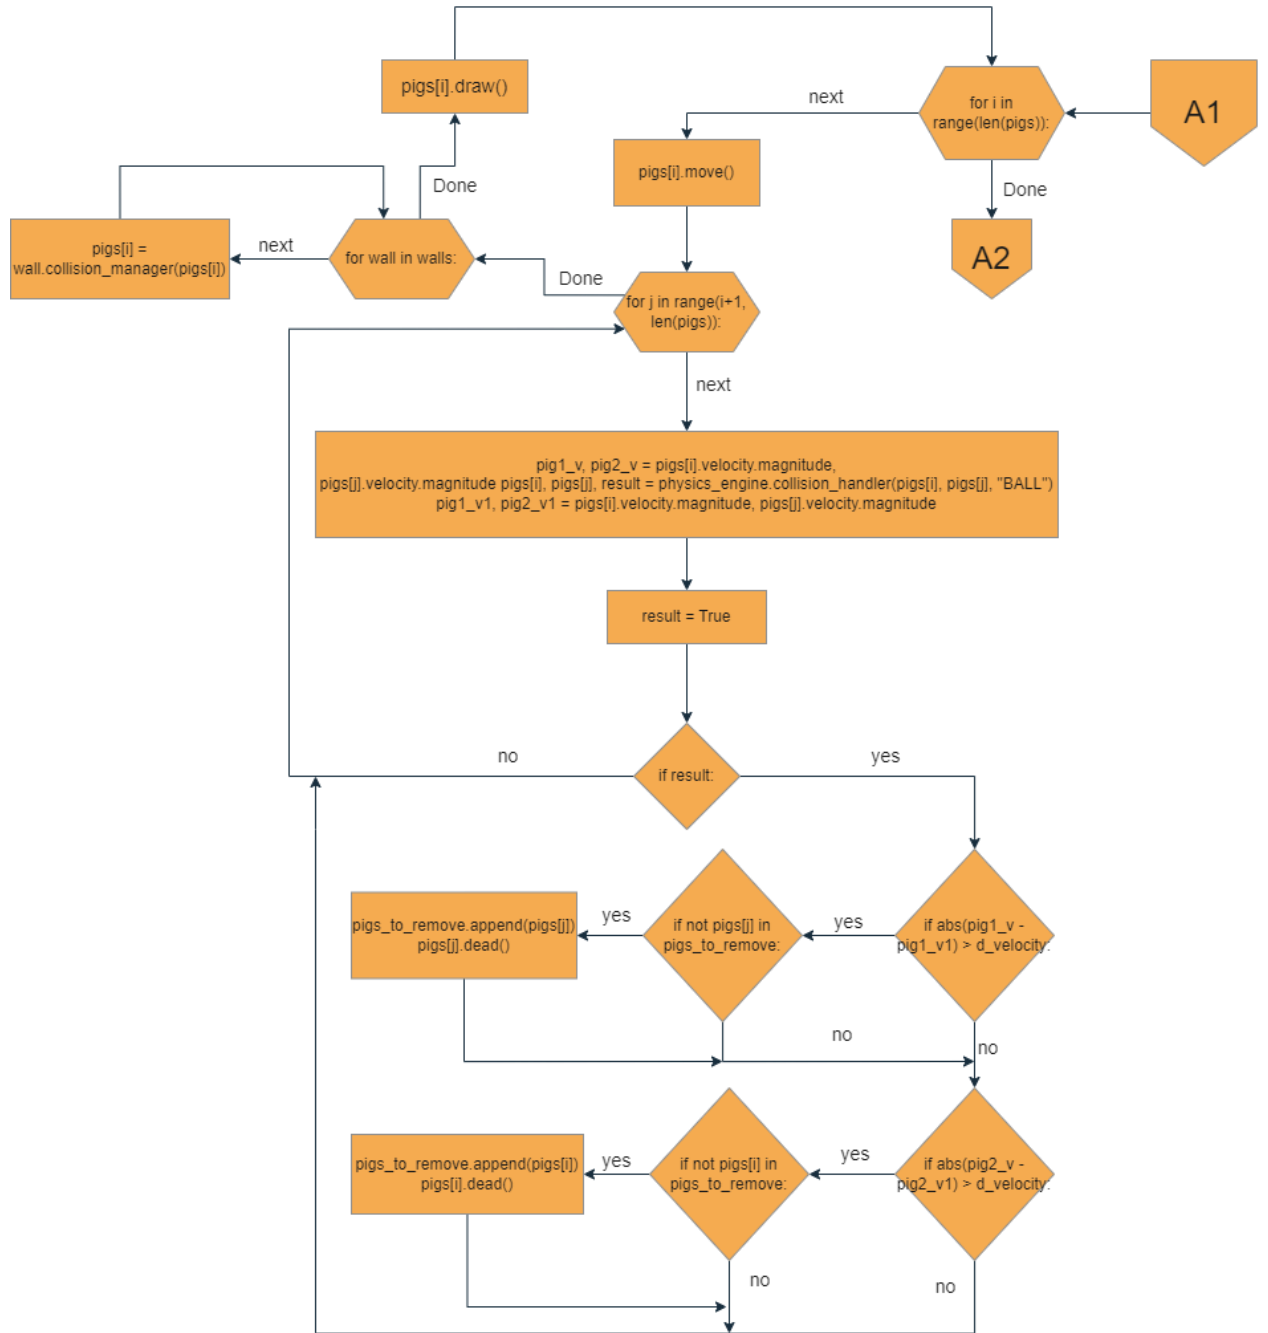 pigs[i].draw()
next
for i in
range(len(pigs)):
A1
pigs[i].move()
Done
Done
A2
pigs[i] =
wall.collision_manager(pigs[i])
next
for wall in walls:
Done
for j in range(i+1,
len(pigs)):
next
pig1_v, pig2_v = pigs[i].velocity.magnitude,
pigs[j].velocity.magnitude pigs[i], pigs[j], result = physics_engine.collision_handler(pigs[i], pigs[j], "BALL")
pig1_v1, pig2_v1 = pigs[i].velocity.magnitude, pigs[j].velocity.magnitude
result = True
no
if result:
yes
pigs_to_remove.append(pigs[j])
pigs[j].dead()
yes
if not pigs[j] in
pigs_to_remove:
yes
if abs(pig1_v -
pig1_v1) > d_velocity:
no
no
pigs_to_remove.append(pigs[i])
pigs[i].dead()
yes
if not pigs[i] in
pigs_to_remove:
yes
if abs(pig2_v -
pig2_v1) > d_velocity:
no
no